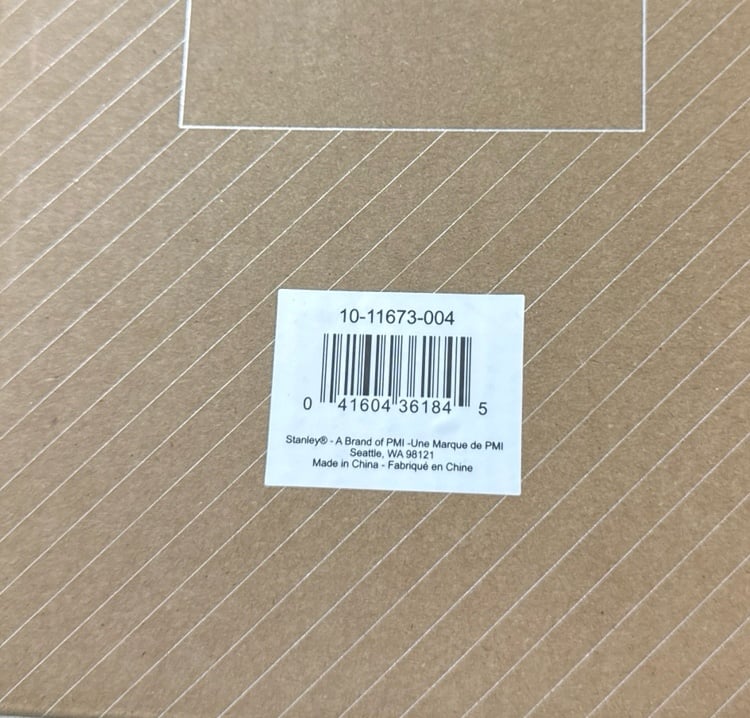 10-11673-004
0 41604 36184 5
Stanley® - A Brand of PMI -Une Marque de PMI
Seattle, WA 98121
Made in China - Fabriqué en Chine